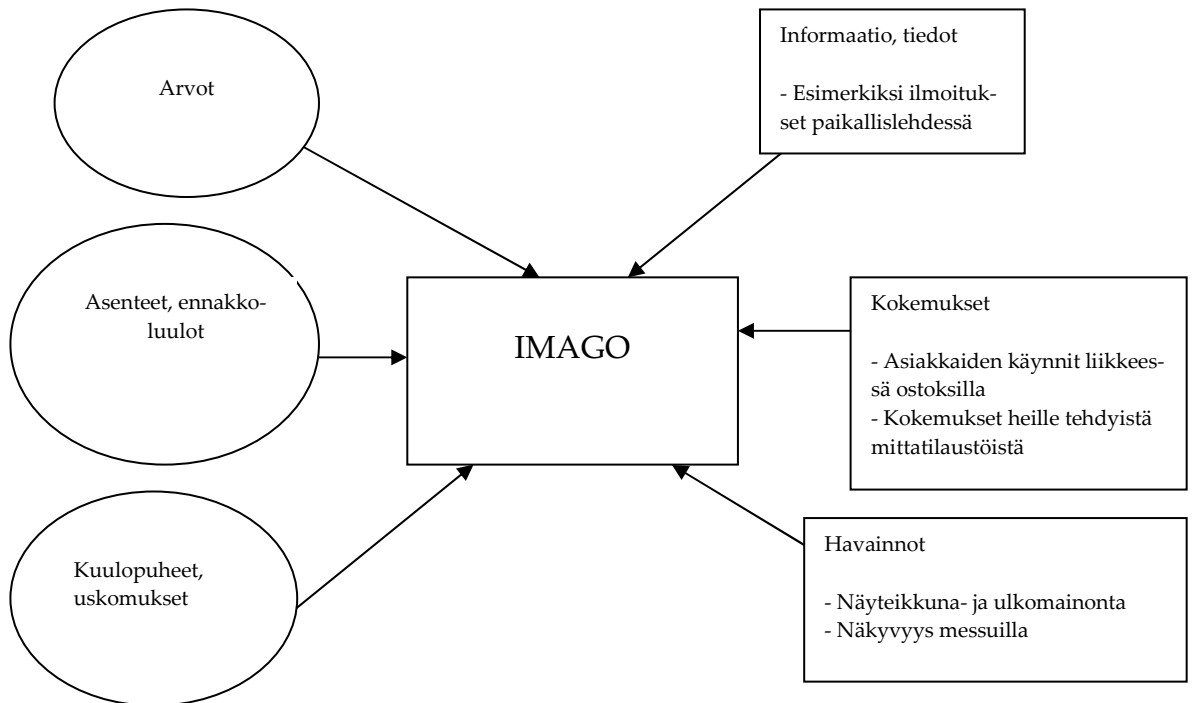 Arvot
Asenteet, ennakko-
luulot
Kuulopuheet,
uskomukset
IMAGO
Informaatio, tiedot
- Esimerkiksi ilmoituk-
set paikallislehdessä
Kokemukset
- Asiakkaiden käynnit liikkees-
sä ostoksilla
- Kokemukset heille tehdyistä
mittatilaustöistä
Havainnot
- Näyteikkuna- ja ulkomainonta
- Näkyvyys messuilla